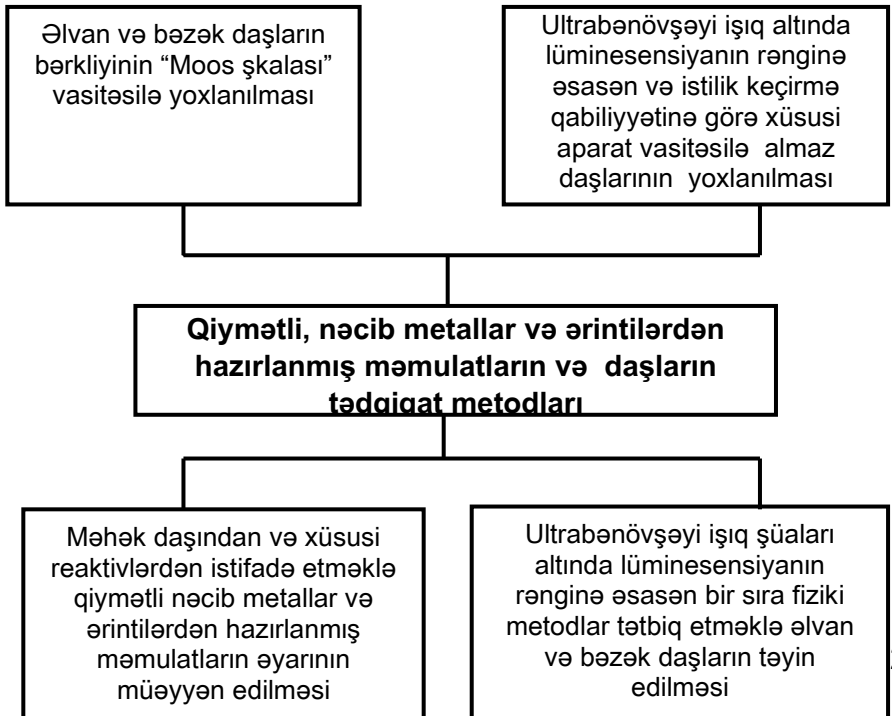 Əlvan və bəzək daşların
bərkliyinin “Moos şkalası”
vasitəsilə yoxlanılması
Ultrabənövşəyi işıq altında
lüminesensiyanın rənginə
əsasən və istilik keçirmə
qabiliyyətinə görə xüsusi
aparat vasitəsilə almaz
daşlarının yoxlanılması
Qiymətli, nəcib metallar və ərintilərdən
hazırlanmış məmulatların və daşların
tədqiqat metodları
Məhək daşından və xüsusi
reaktivlərdən istifadə etməklə
qiymətli nəcib metallar və
ərintilərdən hazırlanmış
məmulatların əyarının
müəyyən edilməsi
Ultrabənövşəyi işıq şüaları
altında lüminesensiyanın
rənginə əsasən bir sıra fiziki
metodlar tətbiq etməklə əlvan
və bəzək daşların təyin
edilməsi